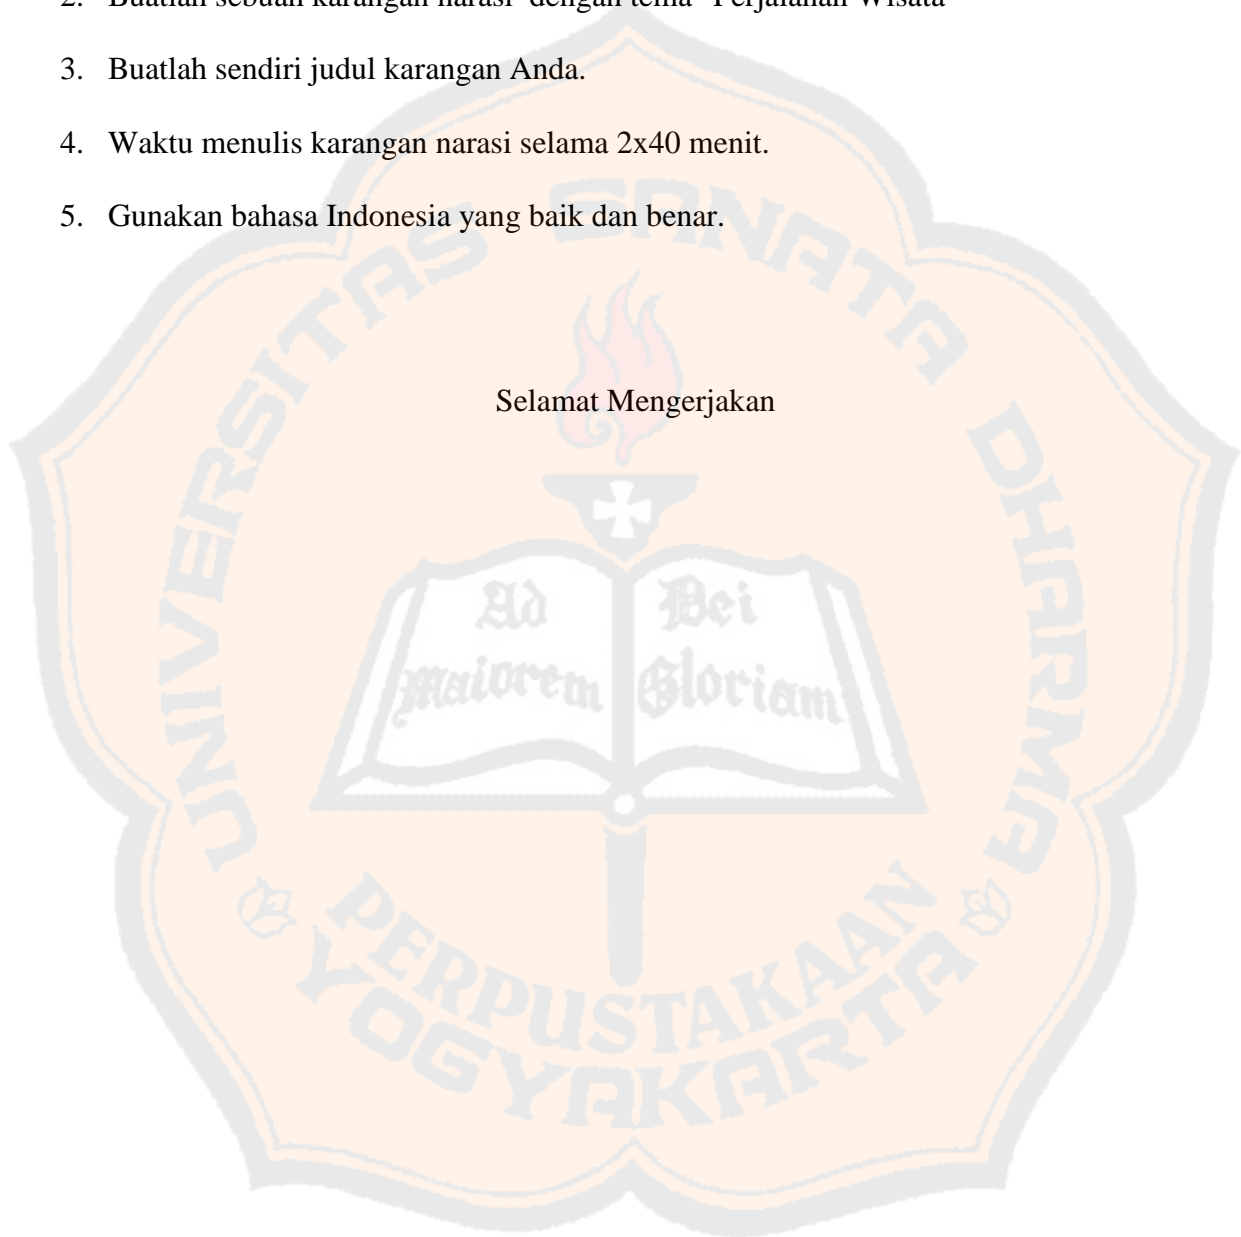 2. Buatlah sebuah karangan narasi dengan tema "Perjalanan Wisata"
3. Buatlah sendiri judul karangan Anda.
4. Waktu menulis karangan narasi selama 2x40 menit.
5. Gunakan bahasa Indonesia yang baik dan benar.
Selamat Mengerjakan
UNIVERSITAS SANATA DHARMA
Ad Dei
maiorem Gloriam
PERPUSTAKAAN
YOGYAKARTA